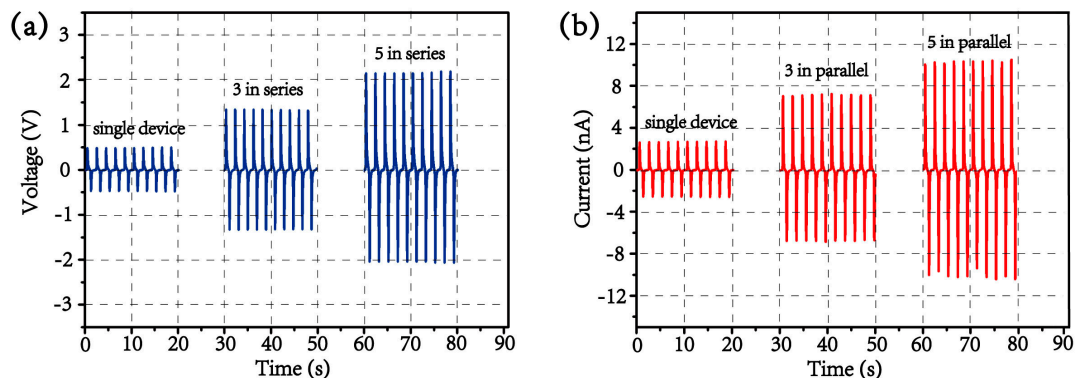 (a)
Voltage (V)
3
2
1
0
-1
-2
-3
single device
3 in series
5 in series
0 10 20 30 40 50 60 70 80 90
Time (s)
(b)
Current (nA)
12
8
4
0
-4
-8
-12
single device
3 in parallel
5 in parallel
0 10 20 30 40 50 60 70 80 90
Time (s)